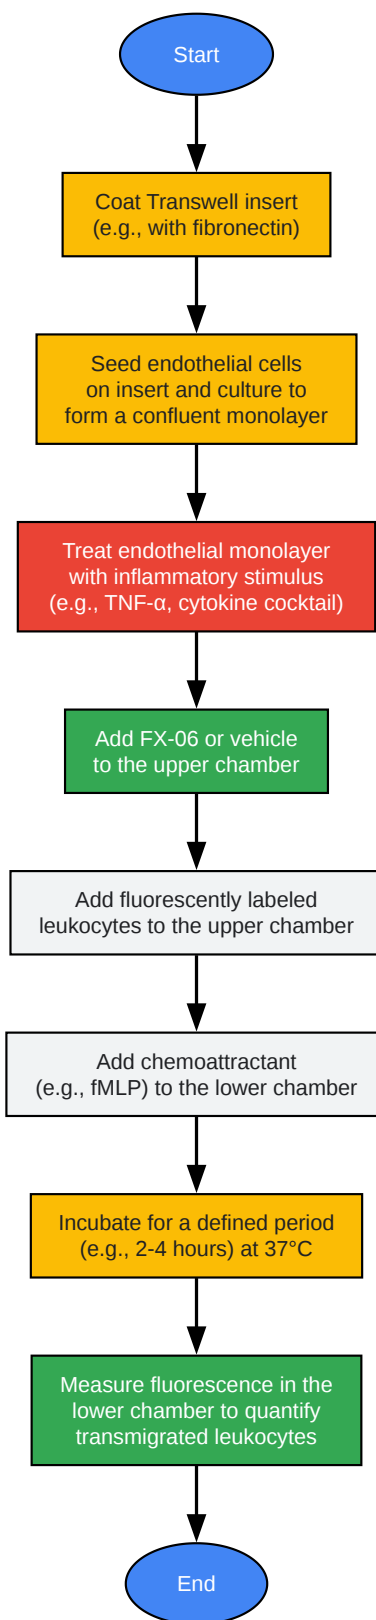 Start
Coat Transwell insert
(e.g., with fibronectin)
Seed endothelial cells
on insert and culture to
form a confluent monolayer
Treat endothelial monolayer
with inflammatory stimulus
(e.g., TNF-α, cytokine cocktail)
Add FX-06 or vehicle
to the upper chamber
Add fluorescently labeled
leukocytes to the upper chamber
Add chemoattractant
(e.g., fMLP) to the lower chamber
Incubate for a defined period
(e.g., 2-4 hours) at 37°C
Measure fluorescence in the
lower chamber to quantify
transmigrated leukocytes
End